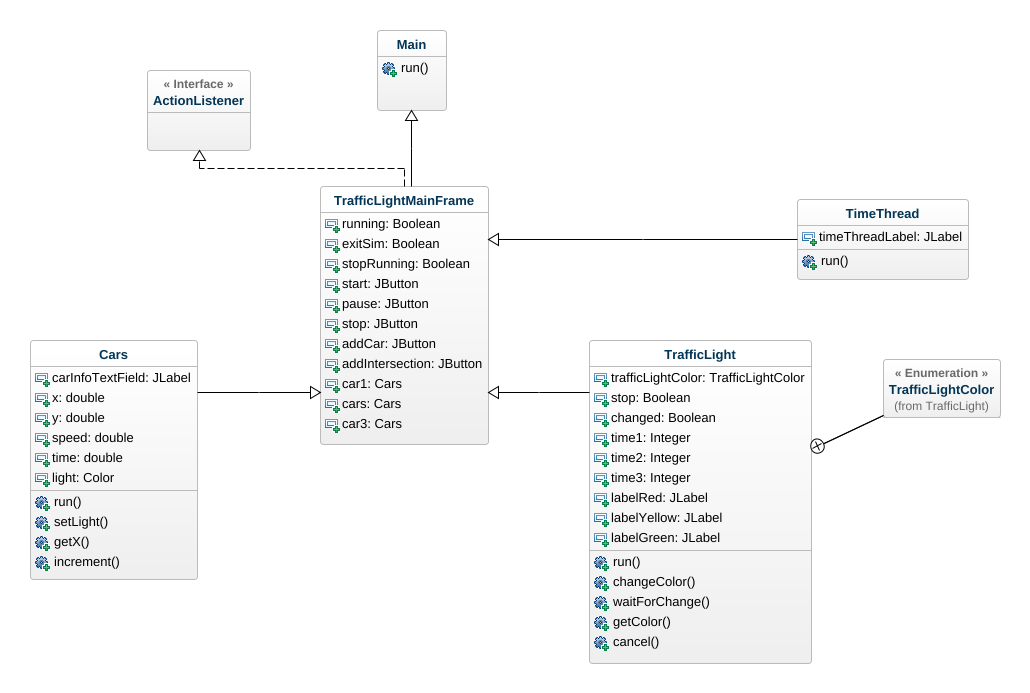 Main
run()
« Interface »
ActionListener
TrafficLightMainFrame
running: Boolean
exitSim: Boolean
stopRunning: Boolean
start: JButton
pause: JButton
stop: JButton
addCar: JButton
addIntersection: JButton
car1: Cars
cars: Cars
car3: Cars
TimeThread
timeThreadLabel: JLabel
run()
Cars
carInfoTextField: JLabel
x: double
y: double
speed: double
time: double
light: Color
run()
setLight()
getX()
increment()
TrafficLight
trafficLightColor: TrafficLightColor
stop: Boolean
changed: Boolean
time1: Integer
time2: Integer
time3: Integer
labelRed: JLabel
labelYellow: JLabel
labelGreen: JLabel
run()
changeColor()
waitForChange()
getColor()
cancel()
« Enumeration »
TrafficLightColor
(from TrafficLight)